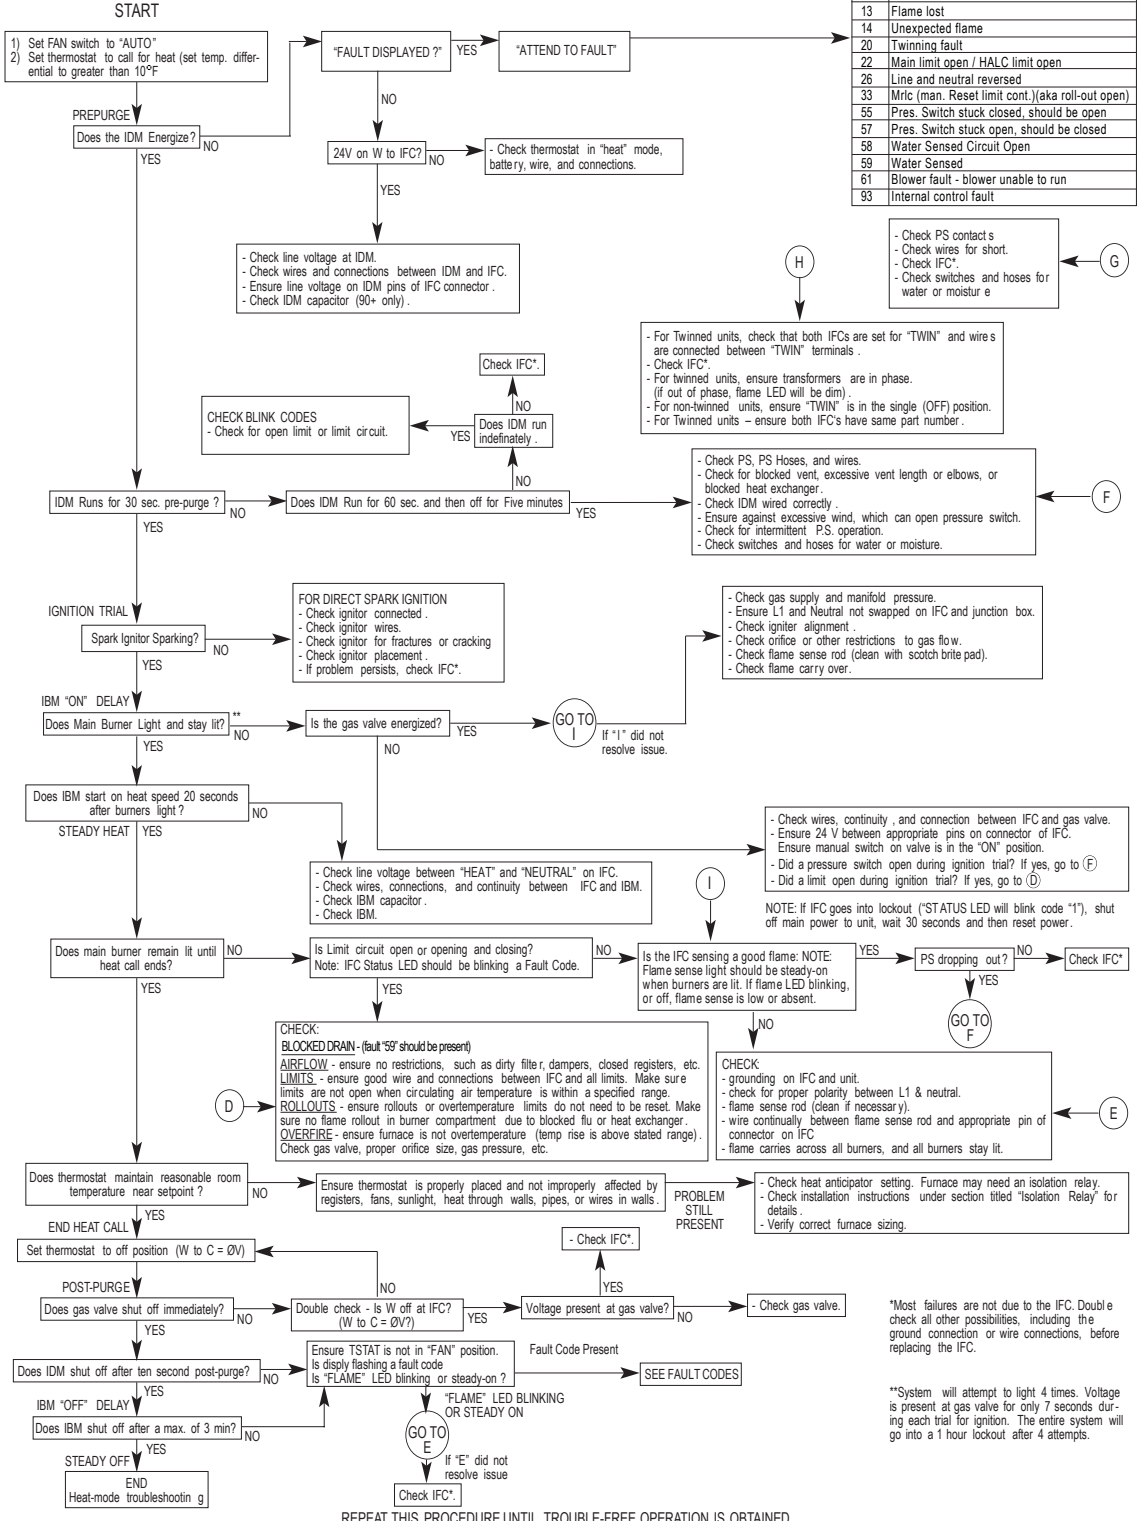 START
1) Set FAN switch to “AUTO”
2) Set thermostat to call for heat (set temp. differ-
ential to greater than 10°F
“FAULT DISPLAYED ?”
YES
“ATTEND TO FAULT”
13 Flame lost
14 Unexpected flame
20 Twinning fault
22 Main limit open / HALC limit open
26 Line and neutral reversed
33 Mrlc (man. Reset limit cont.)(aka roll-out open)
55 Pres. Switch stuck closed, should be open
57 Pres. Switch stuck open, should be closed
58 Water Sensed Circuit Open
59 Water Sensed
61 Blower fault - blower unable to run
93 Internal control fault
PREPURGE
Does the IDM Energize?
NO
YES
NO
24V on W to IFC?
NO
- Check thermostat in “heat” mode,
battery, wire, and connections.
YES
- Check line voltage at IDM.
- Check wires and connections between IDM and IFC.
- Ensure line voltage on IDM pins of IFC connector .
- Check IDM capacitor (90+ only) .
H
- Check PS contact s
- Check wires for short.
- Check IFC*.
- Check switches and hoses for
water or moistur e
G
- For Twinned units, check that both IFCs are set for “TWIN” and wire s
are connected between “TWIN” terminals .
- Check IFC*.
- For twinned units, ensure transformers are in phase.
(if out of phase, flame LED will be dim) .
- For non-twinned units, ensure “TWIN” is in the single (OFF) position.
- For Twinned units – ensure both IFC's have same part number .
Check IFC*.
NO
CHECK BLINK CODES
- Check for open limit or limit circuit.
YES
Does IDM run
indefinately .
NO
IDM Runs for 30 sec. pre-purge ?
NO
YES
Does IDM Run for 60 sec. and then off for Five minutes
YES
- Check PS, PS Hoses, and wires.
- Check for blocked vent, excessive vent length or elbows, or
blocked heat exchanger .
- Check IDM wired correctly .
- Ensure against excessive wind, which can open pressure switch.
- Check for intermittent P.S. operation.
- Check switches and hoses for water or moisture.
F
IGNITION TRIAL
Spark Ignitor Sparking?
NO
YES
FOR DIRECT SPARK IGNITION
- Check ignitor connected .
- Check ignitor wires.
- Check ignitor for fractures or cracking
- Check ignitor placement .
- If problem persists, check IFC*.
- Check gas supply and manifold pressure.
- Ensure L1 and Neutral not swapped on IFC and junction box.
- Check igniter alignment .
- Check orifice or other restrictions to gas flow.
- Check flame sense rod (clean with scotch brite pad).
- Check flame carry over.
IBM “ON” DELAY
Does Main Burner Light and stay lit?
**
NO
YES
Is the gas valve energized?
YES
NO
GO TO
I
If “I” did not
resolve issue.
Does IBM start on heat speed 20 seconds
after burners light ?
NO
STEADY HEAT
YES
- Check line voltage between “HEAT” and “NEUTRAL” on IFC.
- Check wires, connections, and continuity between IFC and IBM.
- Check IBM capacitor .
- Check IBM.
- Check wires, continuity , and connection between IFC and gas valve.
- Ensure 24 V between appropriate pins on connector of IFC.
Ensure manual switch on valve is in the “ON” position.
- Did a pressure switch open during ignition trial? If yes, go to F
- Did a limit open during ignition trial? If yes, go to D
NOTE: If IFC goes into lockout (“ST ATUS LED will blink code “1”), shut
off main power to unit, wait 30 seconds and then reset power .
I
Does main burner remain lit until
heat call ends?
NO
YES
Is Limit circuit open or opening and closing?
Note: IFC Status LED should be blinking a Fault Code.
NO
YES
Is the IFC sensing a good flame: NOTE:
Flame sense light should be steady-on
when burners are lit. If flame LED blinking,
or off, flame sense is low or absent.
YES
NO
PS dropping out?
NO
Check IFC*
YES
GO TO
F
CHECK:
BLOCKED DRAIN - (fault “59” should be present)
AIRFLOW - ensure no restrictions, such as dirty filte r, dampers, closed registers, etc.
LIMITS - ensure good wire and connections between IFC and all limits. Make sur e
limits are not open when circulating air temperature is within a specified range.
ROLLOUTS - ensure rollouts or overtemperature limits do not need to be reset. Make
sure no flame rollout in burner compartment due to blocked flu or heat exchanger .
OVERFIRE - ensure furnace is not overtemperature (temp rise is above stated range) .
Check gas valve, proper orifice size, gas pressure, etc.
D
CHECK:
- grounding on IFC and unit.
- check for proper polarity between L1 & neutral.
- flame sense rod (clean if necessar y).
- wire continually between flame sense rod and appropriate pin of
connector on IFC
- flame carries across all burners, and all burners stay lit.
E
Does thermostat maintain reasonable room
temperature near setpoint ?
NO
YES
Ensure thermostat is properly placed and not improperly affected by
registers, fans, sunlight, heat through walls, pipes, or wires in walls .
PROBLEM
STILL
PRESENT
- Check heat anticipator setting. Furnace may need an isolation relay.
- Check installation instructions under section titled “Isolation Relay” for
details .
- Verify correct furnace sizing.
END HEAT CALL
Set thermostat to off position (W to C = ØV)
- Check IFC*.
POST-PURGE
Does gas valve shut off immediately?
NO
YES
NO
Double check - Is W off at IFC?
(W to C = ØV?)
YES
YES
Voltage present at gas valve?
NO
- Check gas valve.
*Most failures are not due to the IFC. Doubl e
check all other possibilities, including th e
ground connection or wire connections, before
replacing the IFC.
Does IDM shut off after ten second post-purge?
NO
YES
Ensure TSTAT is not in “FAN” position.
Is disply flashing a fault code
Is “FLAME” LED blinking or steady-on ?
Fault Code Present
SEE FAULT CODES
IBM “OFF” DELAY
Does IBM shut off after a max. of 3 min?
NO
YES
“FLAME” LED BLINKING
OR STEADY ON
GO TO
E
If “E” did not
resolve issue
Check IFC*.
**System will attempt to light 4 times. Voltage
is present at gas valve for only 7 seconds dur-
ing each trial for ignition. The entire system will
go into a 1 hour lockout after 4 attempts.
STEADY OFF
END
Heat-mode troubleshootin g
REPEAT THIS PROCEDURE UNTIL TROUBLE-FREE OPERATION IS OBTAINED